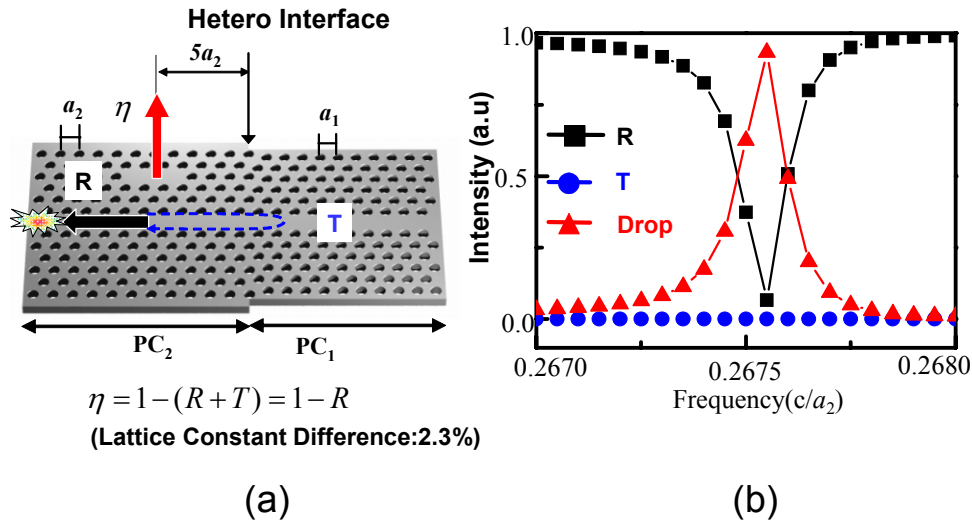 Hetero Interface
5a₂
η
a₂
a₁
R
T
PC₂
PC₁
η = 1 − (R + T) = 1 − R
(Lattice Constant Difference:2.3%)
(a)
Intensity (a.u)
1.0
0.5
0.0
R
T
Drop
0.2670
0.2675
0.2680
Frequency(c/a₂)
(b)